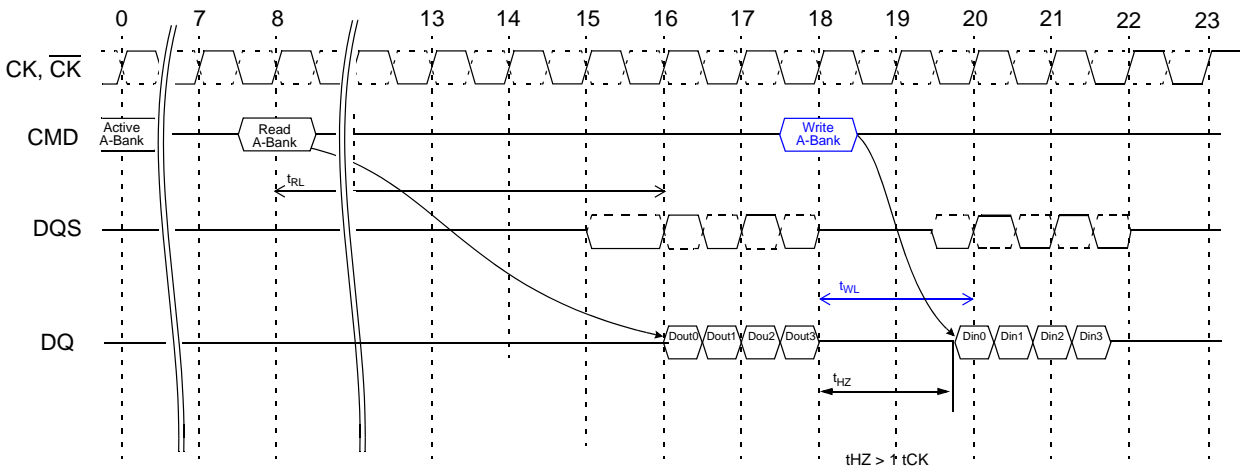 0 7 8 13 14 15 16 17 18 19 20 21 22 23
CK, CK
CMD
Active
A-Bank
Read
A-Bank
Write
A-Bank
tRL
DQS
tWL
DQ
Dout0 Dout1 Dou2 Dout3
Din0 Din1 Din2 Din3
tHZ
tHZ > 1 tCK